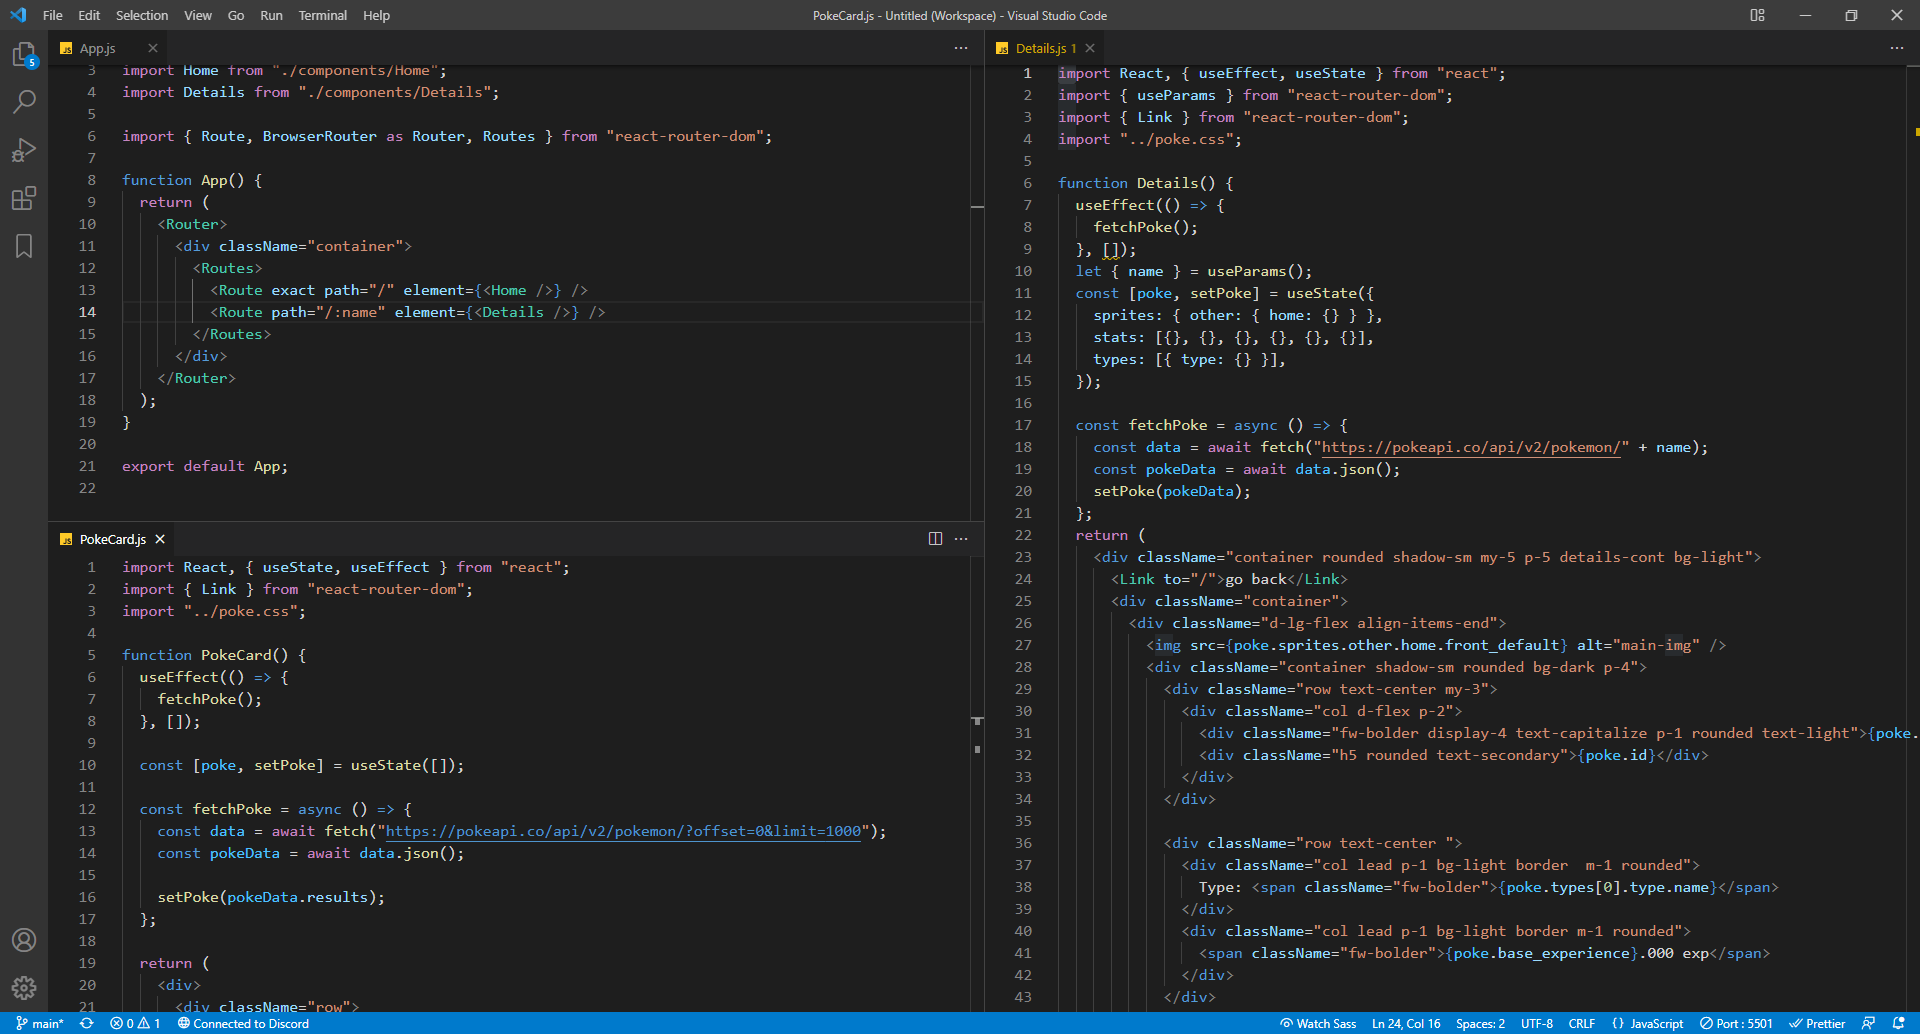 File Edit Selection View Go Run Terminal Help
PokeCard.js - Untitled (Workspace) - Visual Studio Code
5
JS App.js
3 import Home from "./components/Home";
4 import Details from "./components/Details";
5
6 import { Route, BrowserRouter as Router, Routes } from "react-router-dom";
7
8 function App() {
9 return (
10 <Router>
11 <div className="container">
12 <Routes>
13 <Route exact path="/" element={<Home />} />
14 <Route path="/:name" element={<Details />} />
15 </Routes>
16 </div>
17 </Router>
18 );
19 }
20
21 export default App;
22
JS PokeCard.js
1 import React, { useState, useEffect } from "react";
2 import { Link } from "react-router-dom";
3 import "../poke.css";
4
5 function PokeCard() {
6 useEffect(() => {
7 fetchPoke();
8 }, []);
9
10 const [poke, setPoke] = useState([]);
11
12 const fetchPoke = async () => {
13 const data = await fetch("https://pokeapi.co/api/v2/pokemon/?offset=0&limit=1000");
14 const pokeData = await data.json();
15
16 setPoke(pokeData.results);
17 };
18
19 return (
20 <div>
21 <div className="row">
JS Details.js 1
1 import React, { useEffect, useState } from "react";
2 import { useParams } from "react-router-dom";
3 import { Link } from "react-router-dom";
4 import "../poke.css";
5
6 function Details() {
7 useEffect(() => {
8 fetchPoke();
9 }, []);
10 let { name } = useParams();
11 const [poke, setPoke] = useState({
12 sprites: { other: { home: {} } },
13 stats: [{}, {}, {}, {}, {}, {}],
14 types: [{ type: {} }],
15 });
16
17 const fetchPoke = async () => {
18 const data = await fetch("https://pokeapi.co/api/v2/pokemon/" + name);
19 const pokeData = await data.json();
20 setPoke(pokeData);
21 };
22 return (
23 <div className="container rounded shadow-sm my-5 p-5 details-cont bg-light">
24 <Link to="/">go back</Link>
25 <div className="container">
26 <div className="d-lg-flex align-items-end">
27 <img src={poke.sprites.other.home.front_default} alt="main-img" />
28 <div className="container shadow-sm rounded bg-dark p-4">
29 <div className="row text-center my-3">
30 <div className="col d-flex p-2">
31 <div className="fw-bolder display-4 text-capitalize p-1 rounded text-light">{poke.
32 <div className="h5 rounded text-secondary">{poke.id}</div>
33 </div>
34 </div>
35
36 <div className="row text-center ">
37 <div className="col lead p-1 bg-light border  m-1 rounded">
38 Type: <span className="fw-bolder">{poke.types[0].type.name}</span>
39 </div>
40 <div className="col lead p-1 bg-light border m-1 rounded">
41 <span className="fw-bolder">{poke.base_experience}.000 exp</span>
42 </div>
43 </div>
main* 0 1 Connected to Discord Watch Sass Ln 24, Col 16 Spaces: 2 UTF-8 CRLF {} JavaScript Port : 5501 Prettier